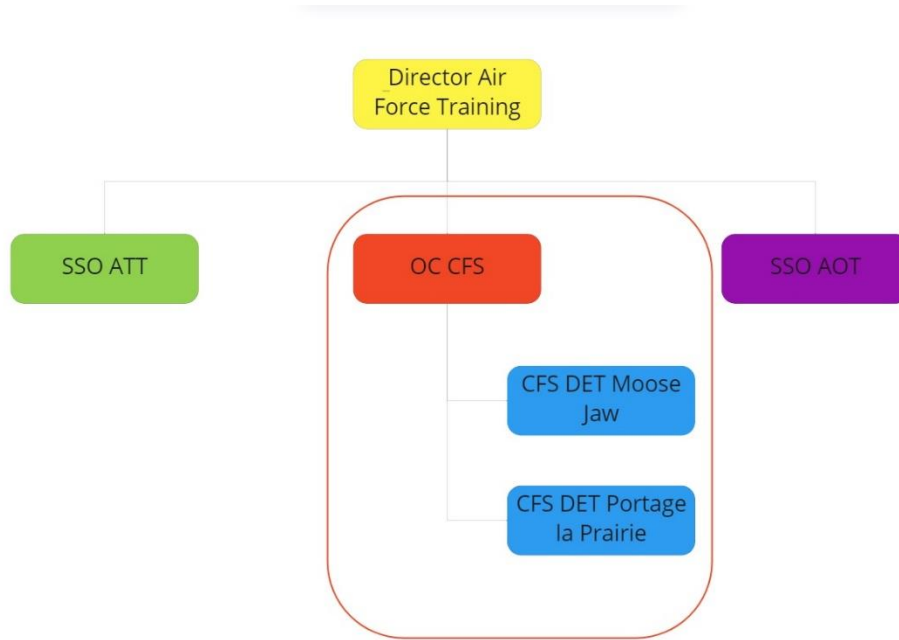 Director Air
Force Training
SSO ATT
OC CFS
SSO AOT
CFS DET Moose
Jaw
CFS DET Portage
la Prairie